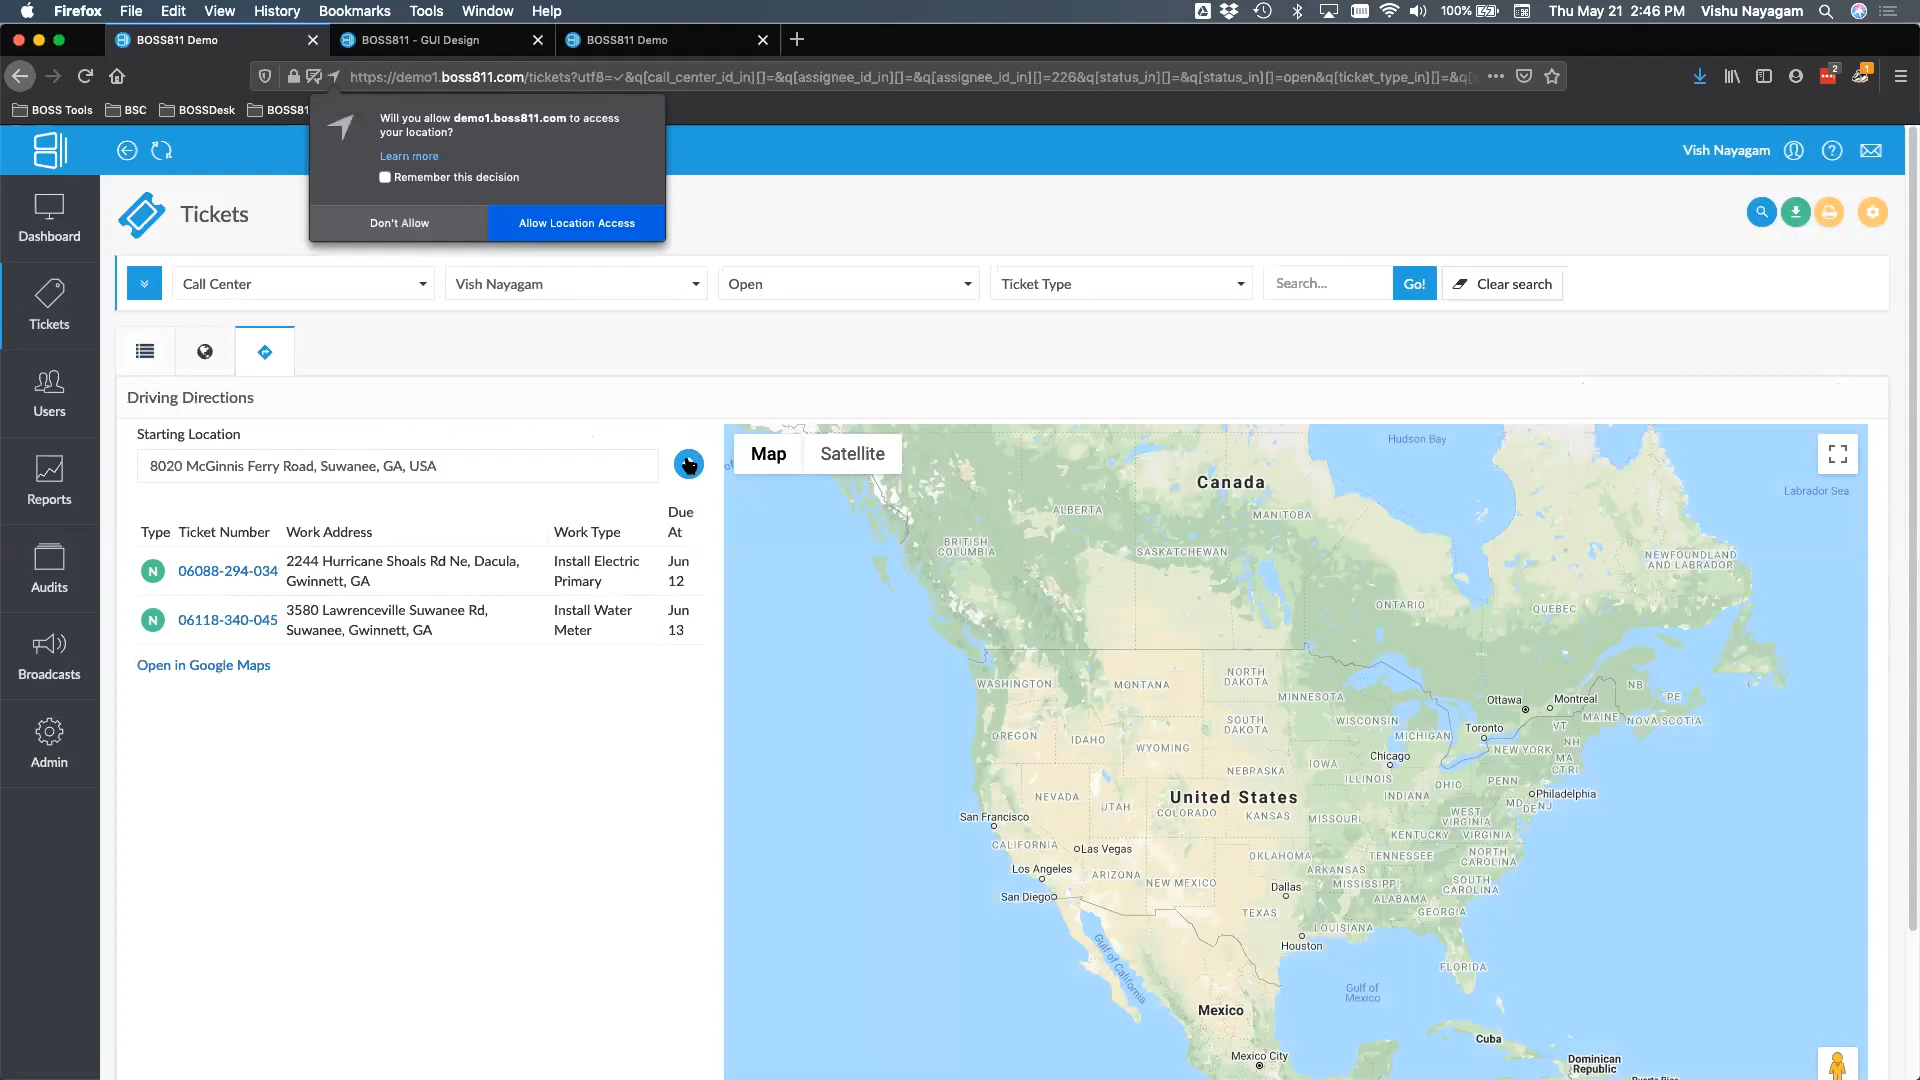 Firefox File Edit View History Bookmarks Tools Window Help
100% Thu May 21 2:46 PM Vishu Nayagam
BOSS811 Demo
BOSS811 - GUI Design
BOSS811 Demo
https://demo1.boss811.com/tickets?utf8=✓&q[call_center_id_in][]=&q[assignee_id_in][]=&q[assignee_id_in][]=226&q[status_in][]=&q[status_in][]=open&q[ticket_type_in][]=&q[s
2
1
BOSS Tools BSC BOSSDesk BOSS81
Will you allow demo1.boss811.com to access
your location?
Learn more
Remember this decision
Don't Allow Allow Location Access
Vish Nayagam
Dashboard
Tickets
Users
Reports
Audits
Broadcasts
Admin
Tickets
Call Center Vish Nayagam Open Ticket Type Search... Go! Clear search
Driving Directions
Starting Location
8020 McGinnis Ferry Road, Suwanee, GA, USA
Type Ticket Number Work Address Work Type Due
At
N 06088-294-034 2244 Hurricane Shoals Rd Ne, Dacula,
Gwinnett, GA Install Electric
Primary Jun
12
N 06118-340-045 3580 Lawrenceville Suwanee Rd,
Suwanee, Gwinnett, GA Install Water
Meter Jun
13
Open in Google Maps
Map Satellite
Hudson Bay
Labrador Sea
Canada
ALBERTA
MANITOBA
BRITISH
COLUMBIA
SASKATCHEWAN
NEWFOUNDLAND
AND LABRADOR
ONTARIO
QUEBEC
WASHINGTON
MONTANA
NORTH
DAKOTA
MINNESOTA
Ottawa
Montreal
NB
PE
MAINE
NOVA SCOTIA
OREGON
IDAHO
SOUTH
DAKOTA
WISCONSIN
MICHIGAN
Toronto
VT
NH
NEW YORK
MA
CT RI
WYOMING
Chicago
IOWA
NEBRASKA
ILLINOIS
INDIANA
OHIO
PENN
Philadelphia
MD
DE
NJ
NEVADA
UTAH
United States
COLORADO
KANSAS
MISSOURI
WEST
VIRGINIA
KENTUCKY
VIRGINIA
San Francisco
CALIFORNIA
Las Vegas
Los Angeles
ARIZONA
NEW MEXICO
OKLAHOMA
TENNESSEE
NORTH
CAROLINA
ARKANSAS
MISSISSIPPI
SOUTH
CAROLINA
San Diego
Dallas
ALABAMA
GEORGIA
TEXAS
LOUISIANA
Houston
FLORIDA
Gulf of
California
Gulf of
Mexico
Mexico
Cuba
Mexico City
Dominican
Republic
Puerto Rico